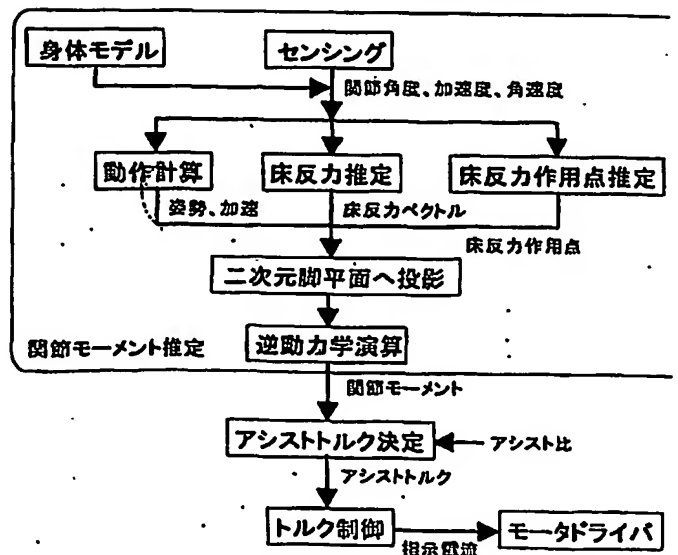 身体モデル
センシング
関節角度、加速度、角速度
動作計算
床反力推定
床反力作用点推定
姿勢、加速
床反力ベクトル
床反力作用点
二次元脚平面へ投影
逆動力学演算
関節モーメント推定
関節モーメント
アシストトルク決定
アシスト比
アシストトルク
トルク制御
指示電流
モータドライバ